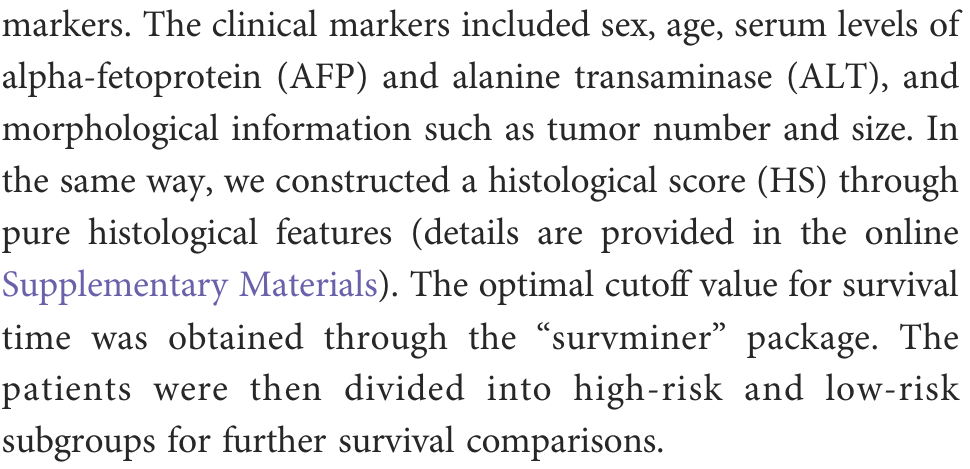 markers. The clinical markers included sex, age, serum levels of
alpha-fetoprotein (AFP) and alanine transaminase (ALT), and
morphological information such as tumor number and size. In
the same way, we constructed a histological score (HS) through
pure histological features (details are provided in the online
Supplementary Materials). The optimal cutoff value for survival
time was obtained through the “survminer” package. The
patients were then divided into high-risk and low-risk
subgroups for further survival comparisons.